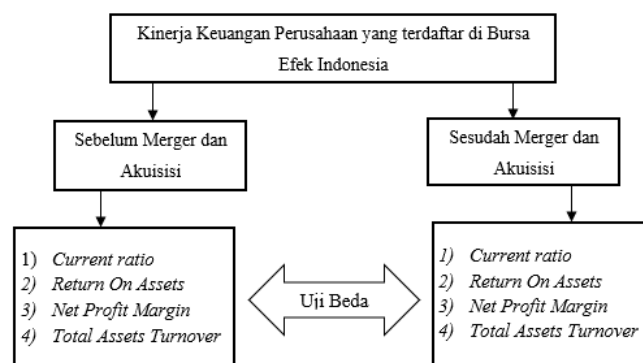 Kinerja Keuangan Perusahaan yang terdaftar di Bursa
Efek Indonesia
Sebelum Merger dan
Akuisisi
Sesudah Merger dan
Akuisisi
1) Current ratio
2) Return On Assets
3) Net Profit Margin
4) Total Assets Turnover
Uji Beda
1) Current ratio
2) Return On Assets
3) Net Profit Margin
4) Total Assets Turnover